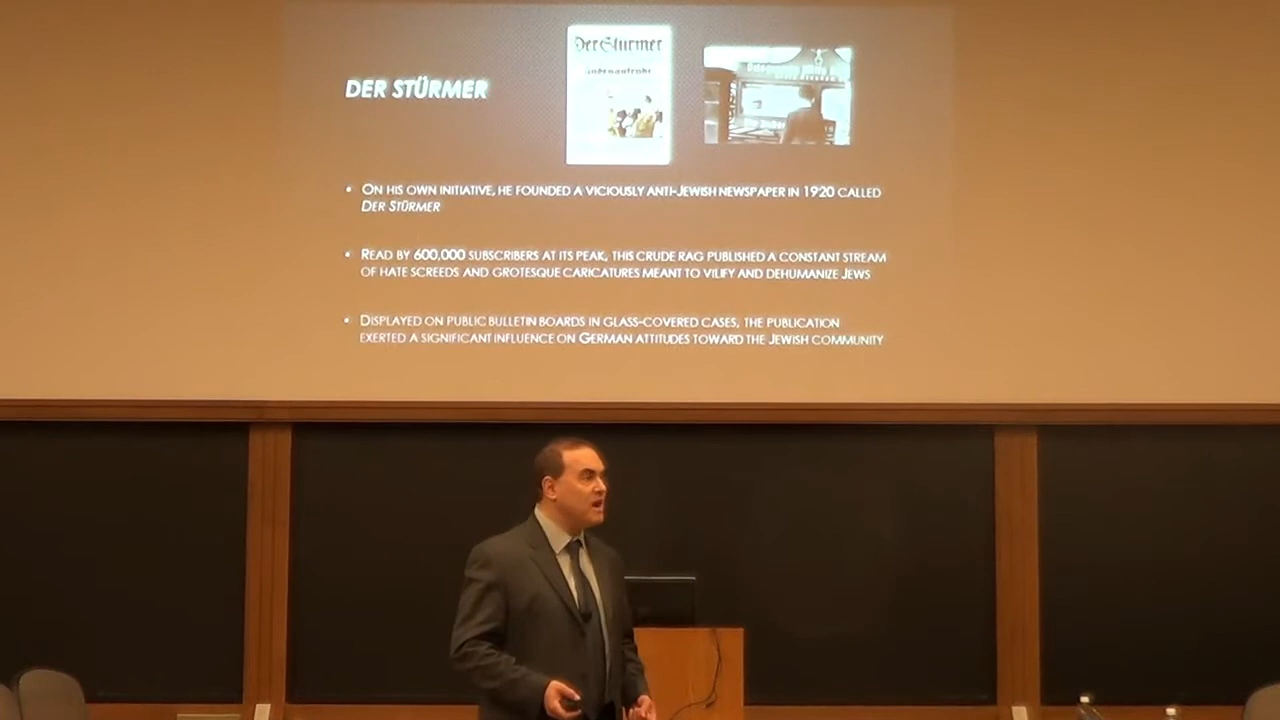 DER STÜRMER
Der Stürmer
• ON HIS OWN INITIATIVE, HE FOUNDED A VICIOUSLY ANTI-JEWISH NEWSPAPER IN 1920 CALLED
DER STÜRMER
• READ BY 600,000 SUBSCRIBERS AT ITS PEAK, THIS CRUDE RAG PUBLISHED A CONSTANT STREAM
OF HATE SCREEDS AND GROTESQUE CARICATURES MEANT TO VILIFY AND DEHUMANIZE JEWS
• DISPLAYED ON PUBLIC BULLETIN BOARDS IN GLASS-COVERED CASES, THE PUBLICATION
EXERTED A SIGNIFICANT INFLUENCE ON GERMAN ATTITUDES TOWARD THE JEWISH COMMUNITY